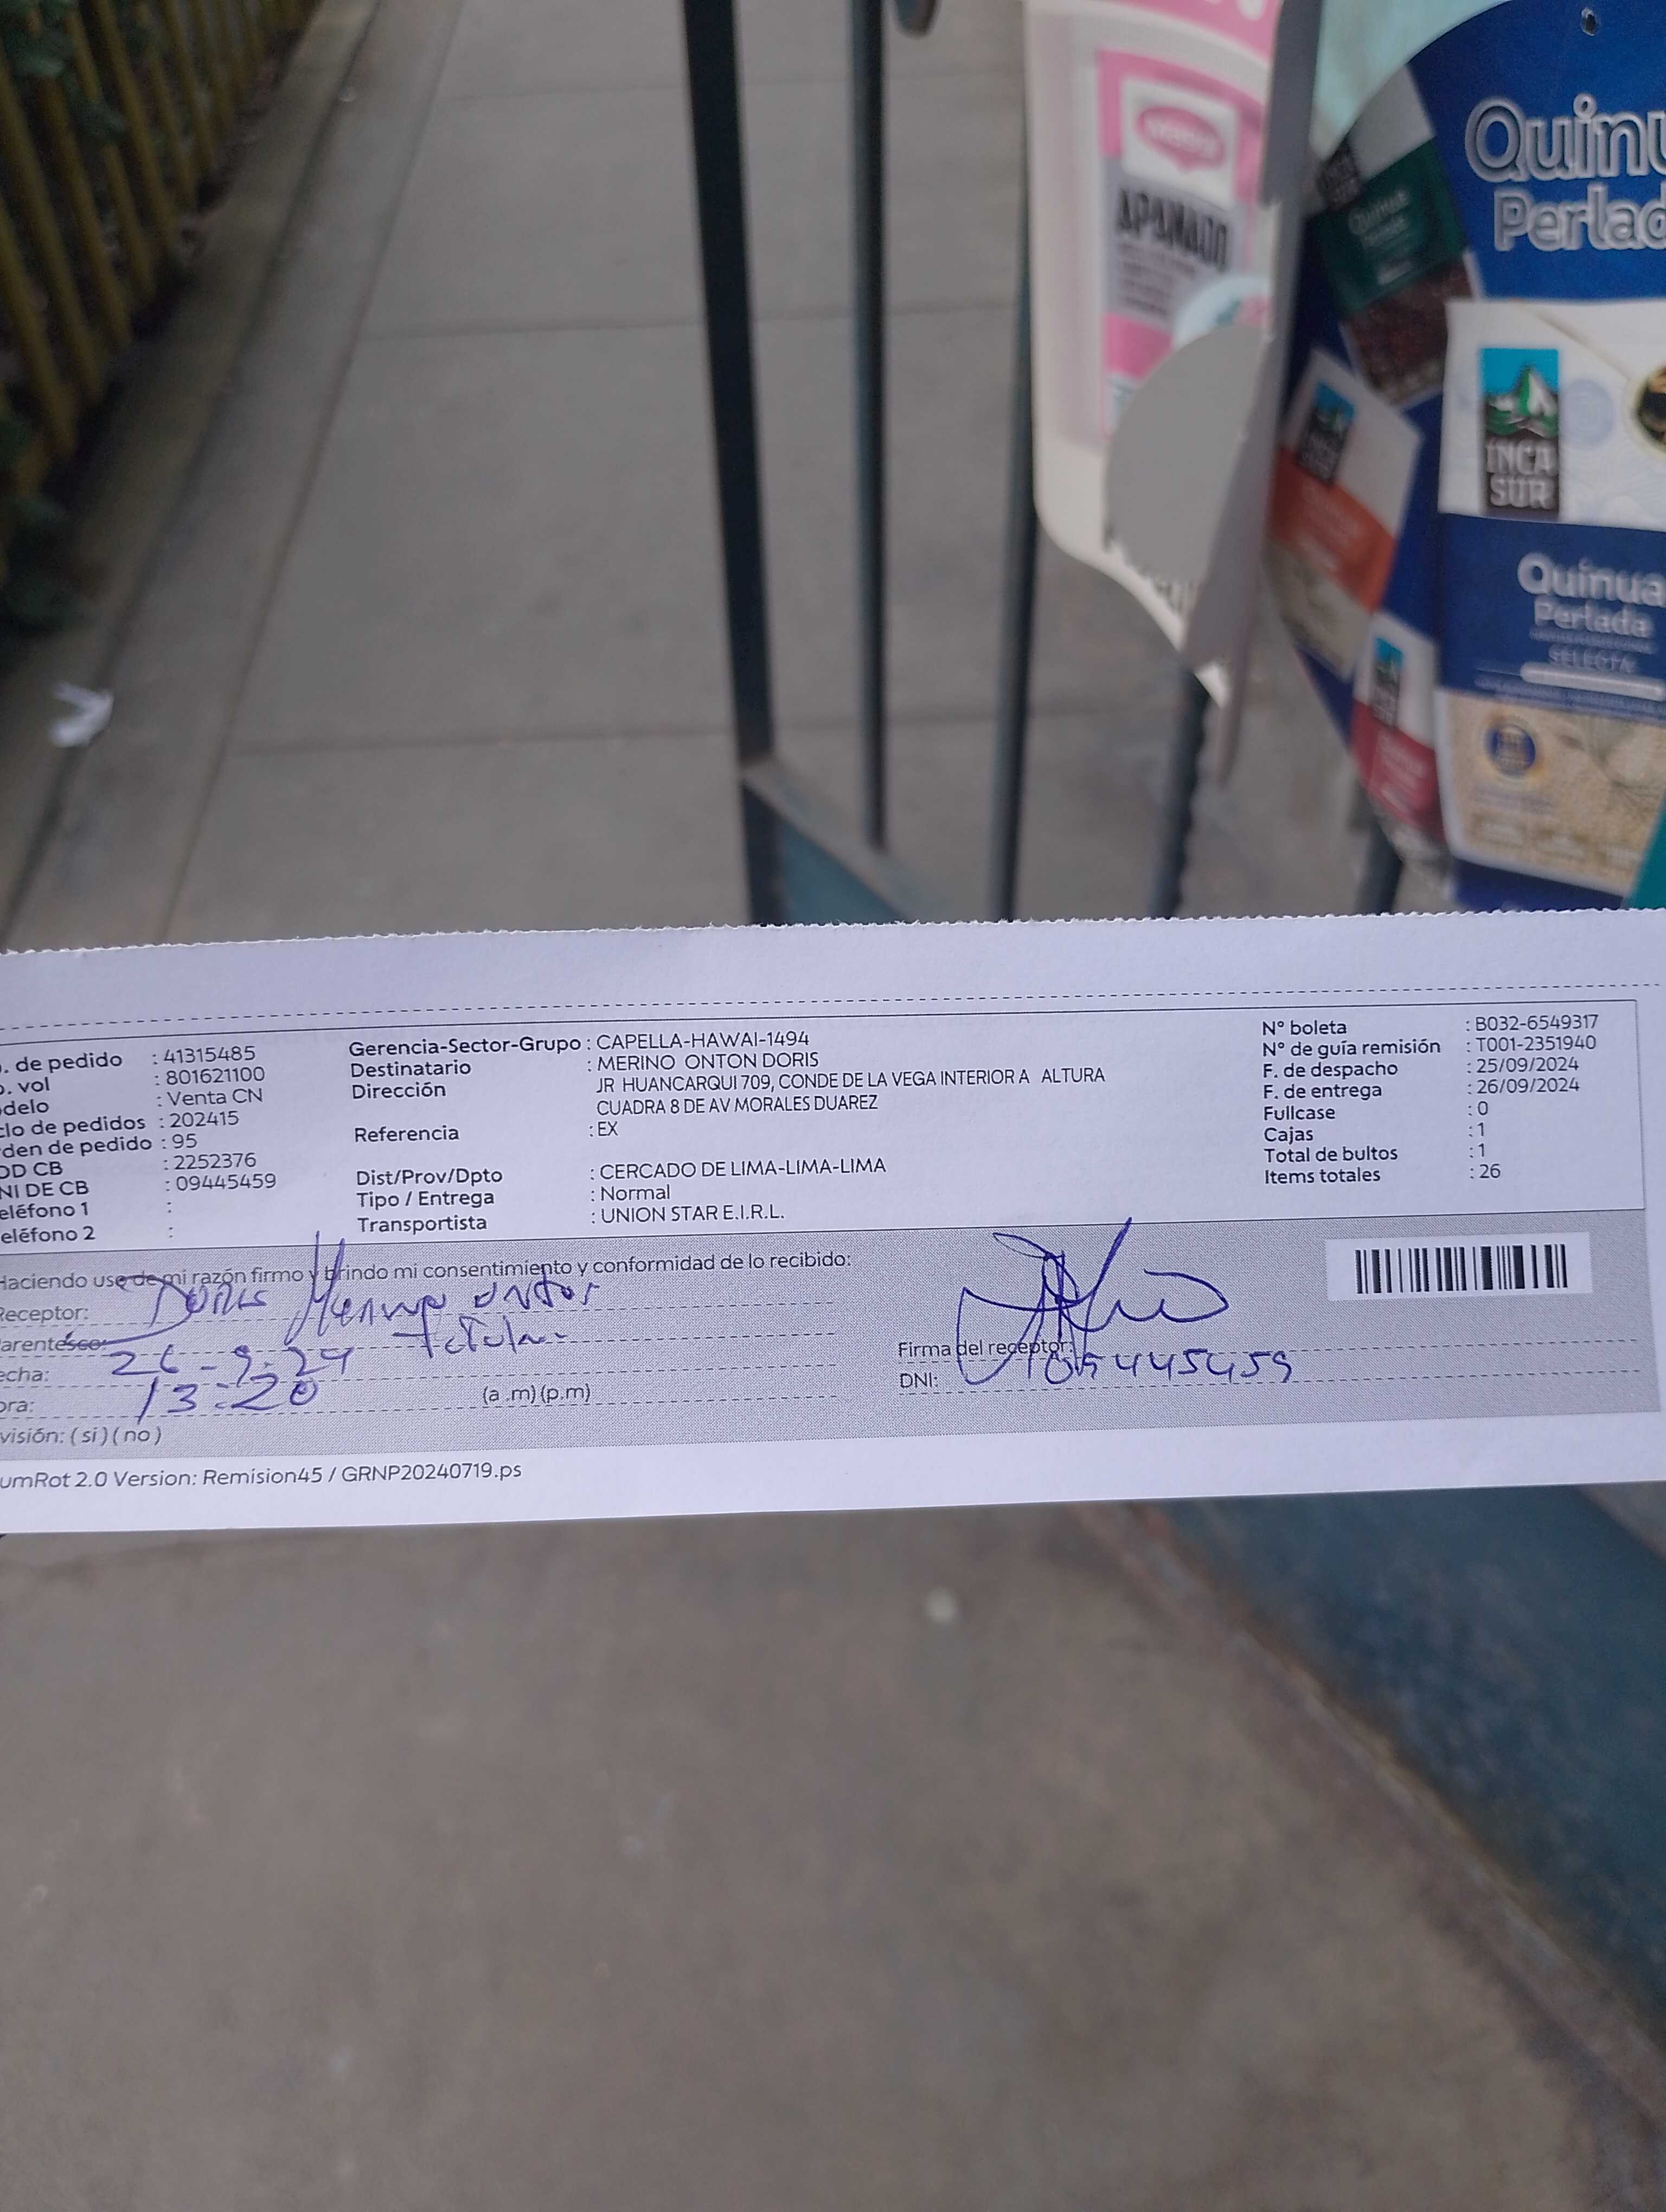 APANADO
Quinu
Perlad
INCA
SUR
Quinua
Perlada
SELECTA
. de pedido : 41315485
. vol : 801621100
delo : Venta CN
clo de pedidos : 202415
den de pedido : 95
OD CB : 2252376
NI DE CB : 09445459
eléfono 1 :
eléfono 2 :
Gerencia-Sector-Grupo : CAPELLA-HAWAI-1494
Destinatario : MERINO ONTON DORIS
Dirección JR HUANCARQUI 709, CONDE DE LA VEGA INTERIOR A ALTURA
CUADRA 8 DE AV MORALES DUAREZ
Referencia : EX
Dist/Prov/Dpto : CERCADO DE LIMA-LIMA-LIMA
Tipo / Entrega : Normal
Transportista : UNION STAR E.I.R.L.
N° boleta : B032-6549317
N° de guía remisión : T001-2351940
F. de despacho : 25/09/2024
F. de entrega : 26/09/2024
Fullcase : 0
Cajas : 1
Total de bultos : 1
Items totales : 26
Haciendo uso de mi razón firmo y brindo mi consentimiento y conformidad de lo recibido:
Receptor: Doris Merino Onton
arentesco: titular
echa: 26-9-24
ora: 13:20 (a .m) (p.m)
visión: ( si ) ( no )
Firma del receptor:
DNI: 09445459
umRot 2.0 Version: Remision45 / GRNP20240719.ps